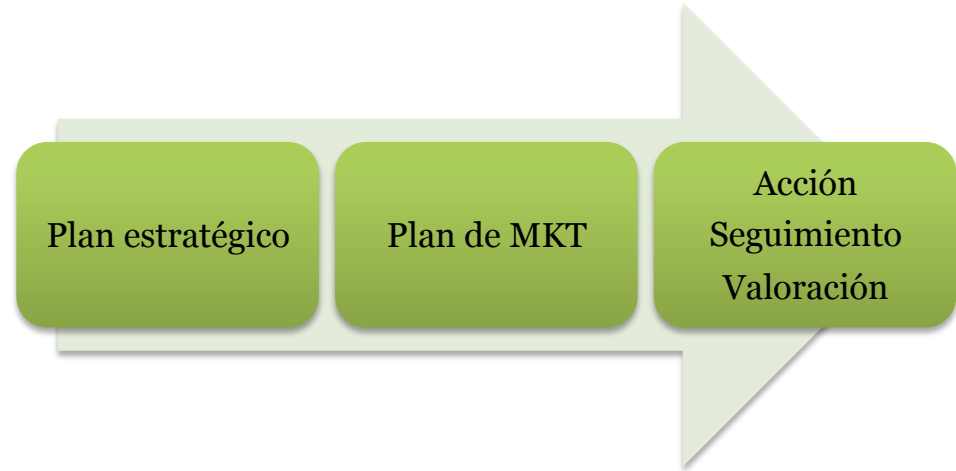 Plan estratégico
Plan de MKT
Acción
Seguimiento
Valoración